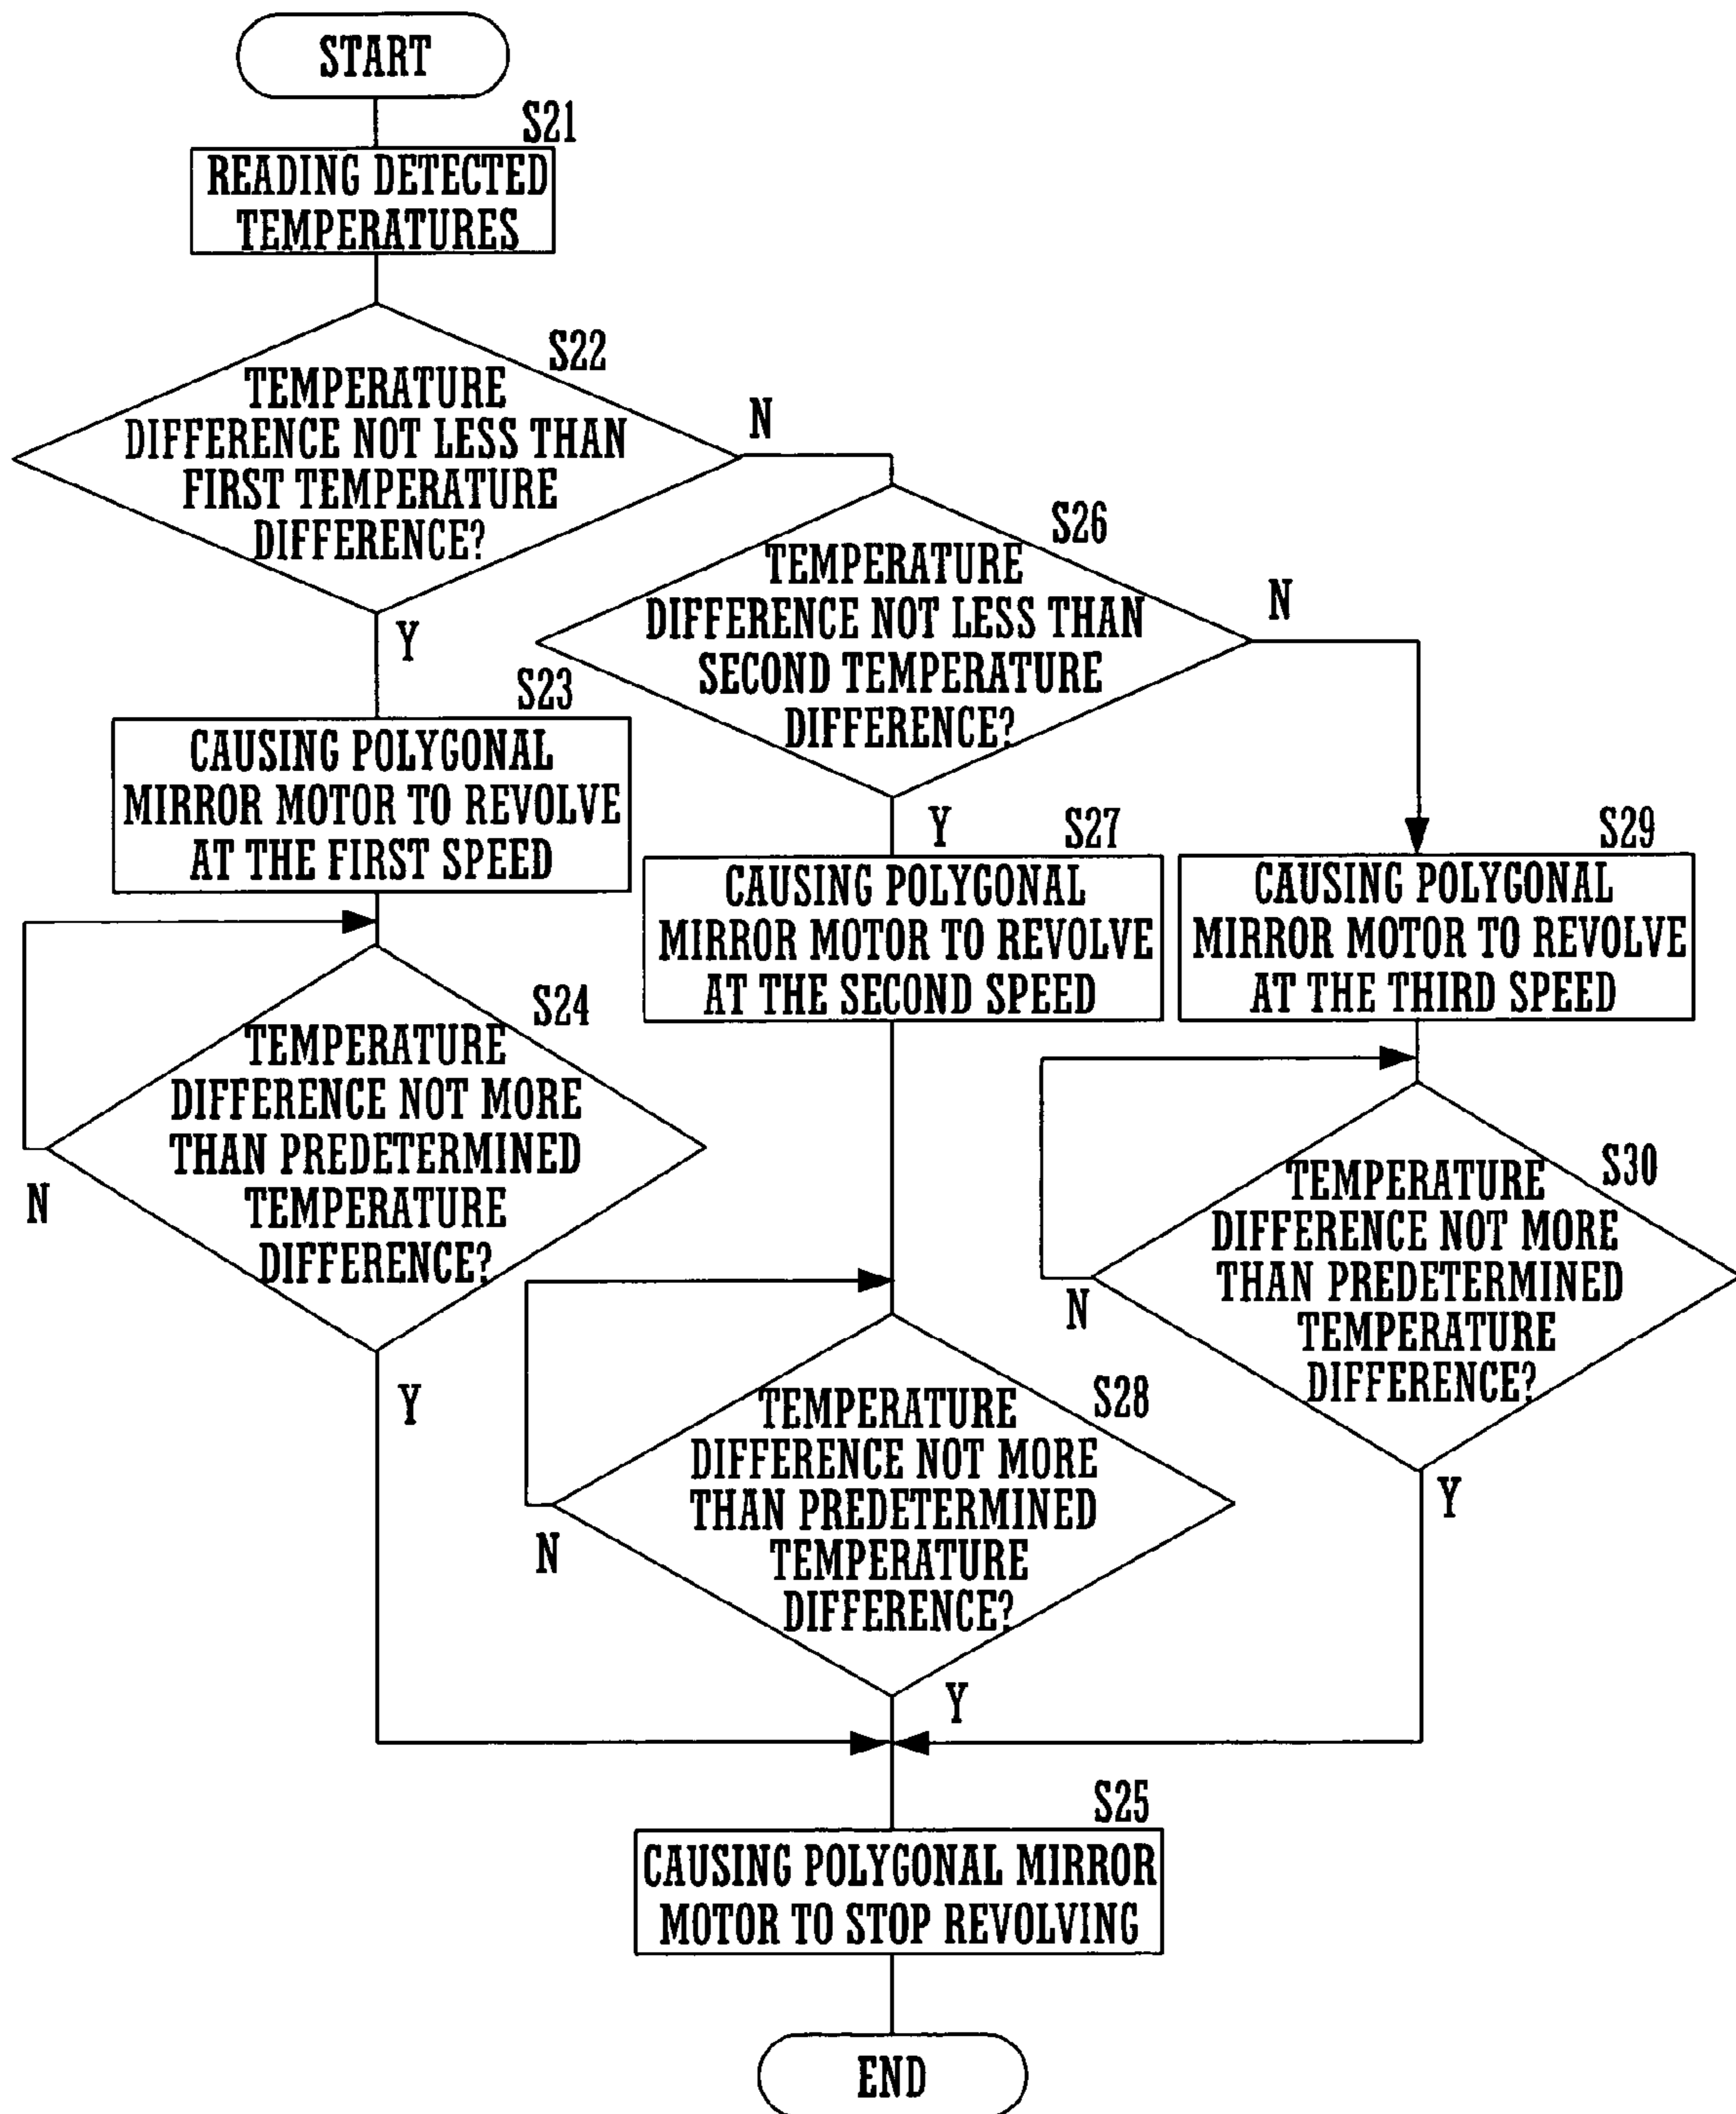 START
S21
READING DETECTED
TEMPERATURES
S22
TEMPERATURE
DIFFERENCE NOT LESS THAN
FIRST TEMPERATURE
DIFFERENCE?
N
Y
S26
TEMPERATURE
DIFFERENCE NOT LESS THAN
SECOND TEMPERATURE
DIFFERENCE?
N
Y
S23
CAUSING POLYGONAL
MIRROR MOTOR TO REVOLVE
AT THE FIRST SPEED
S27
CAUSING POLYGONAL
MIRROR MOTOR TO REVOLVE
AT THE SECOND SPEED
S29
CAUSING POLYGONAL
MIRROR MOTOR TO REVOLVE
AT THE THIRD SPEED
S24
TEMPERATURE
DIFFERENCE NOT MORE
THAN PREDETERMINED
TEMPERATURE
DIFFERENCE?
N
Y
S30
TEMPERATURE
DIFFERENCE NOT MORE
THAN PREDETERMINED
TEMPERATURE
DIFFERENCE?
N
Y
S28
TEMPERATURE
DIFFERENCE NOT MORE
THAN PREDETERMINED
TEMPERATURE
DIFFERENCE?
N
Y
S25
CAUSING POLYGONAL MIRROR
MOTOR TO STOP REVOLVING
END